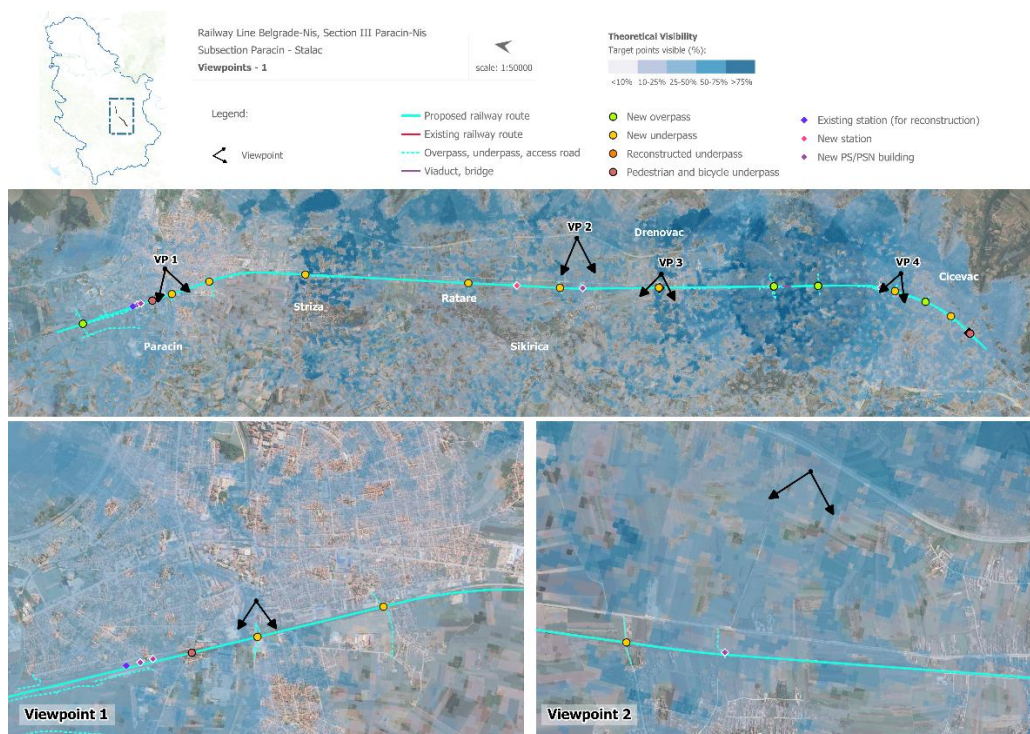 Railway Line Belgrade-Nis, Section III Paracin-Nis
Subsection Paracin - Stalac
Viewpoints - 1
scale: 1:50000
Theoretical Visibility
Target points visible (%):
<10% 10-25% 25-50% 50-75% >75%
Legend:
Viewpoint
Proposed railway route
Existing railway route
Overpass, underpass, access road
Viaduct, bridge
New overpass
New underpass
Reconstructed underpass
Pedestrian and bicycle underpass
Existing station (for reconstruction)
New station
New PS/PSN building
VP 1
VP 2
Drenovac
VP 3
VP 4
Cicevac
Striza
Ratare
Paracin
Sikirica
Viewpoint 1
Viewpoint 2